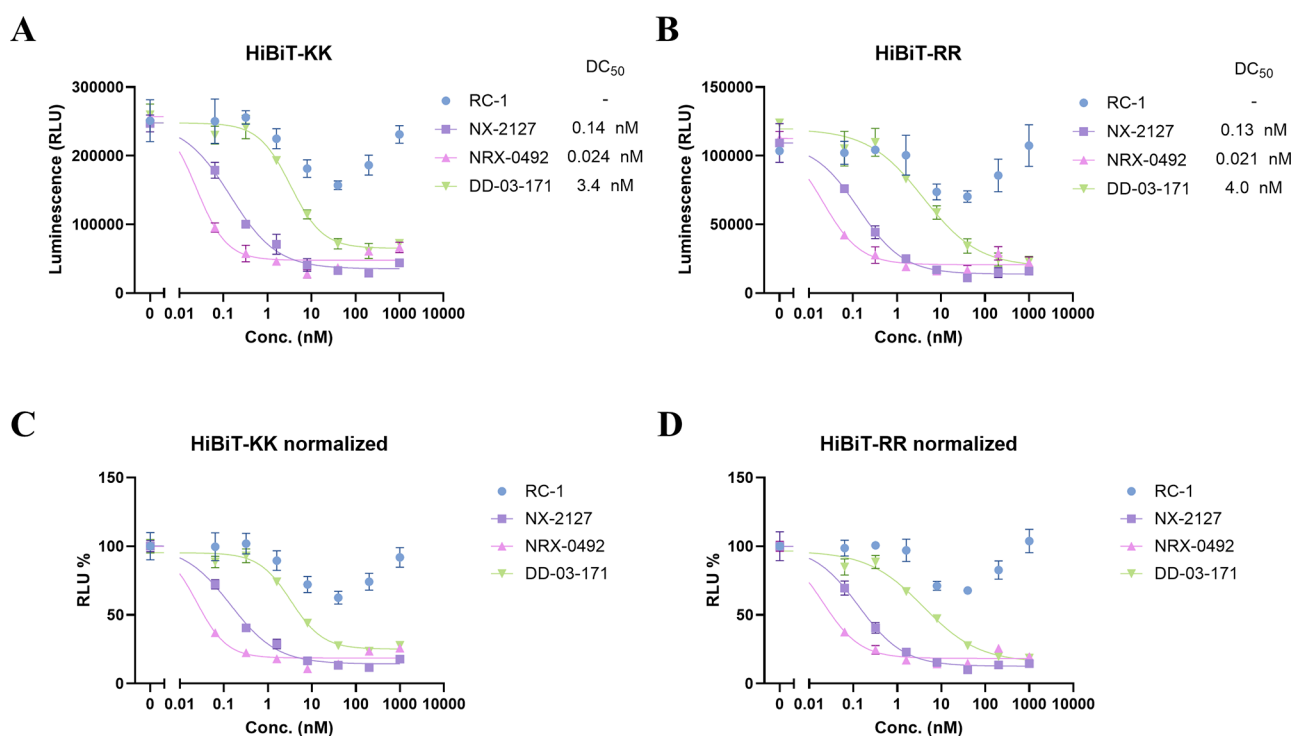 A
HiBiT-KK
DC50
RC-1 -
NX-2127 0.14 nM
NRX-0492 0.024 nM
DD-03-171 3.4 nM
Luminescence (RLU)
300000
200000
100000
0
0 0.01 0.1 1 10 100 1000 10000
Conc. (nM)
B
HiBiT-RR
DC50
RC-1 -
NX-2127 0.13 nM
NRX-0492 0.021 nM
DD-03-171 4.0 nM
Luminescence (RLU)
150000
100000
50000
0
0 0.01 0.1 1 10 100 1000 10000
Conc. (nM)
C
HiBiT-KK normalized
RC-1
NX-2127
NRX-0492
DD-03-171
RLU %
150
100
50
0
0 0.01 0.1 1 10 100 1000 10000
Conc. (nM)
D
HiBiT-RR normalized
RC-1
NX-2127
NRX-0492
DD-03-171
RLU %
150
100
50
0
0 0.01 0.1 1 10 100 1000 10000
Conc. (nM)